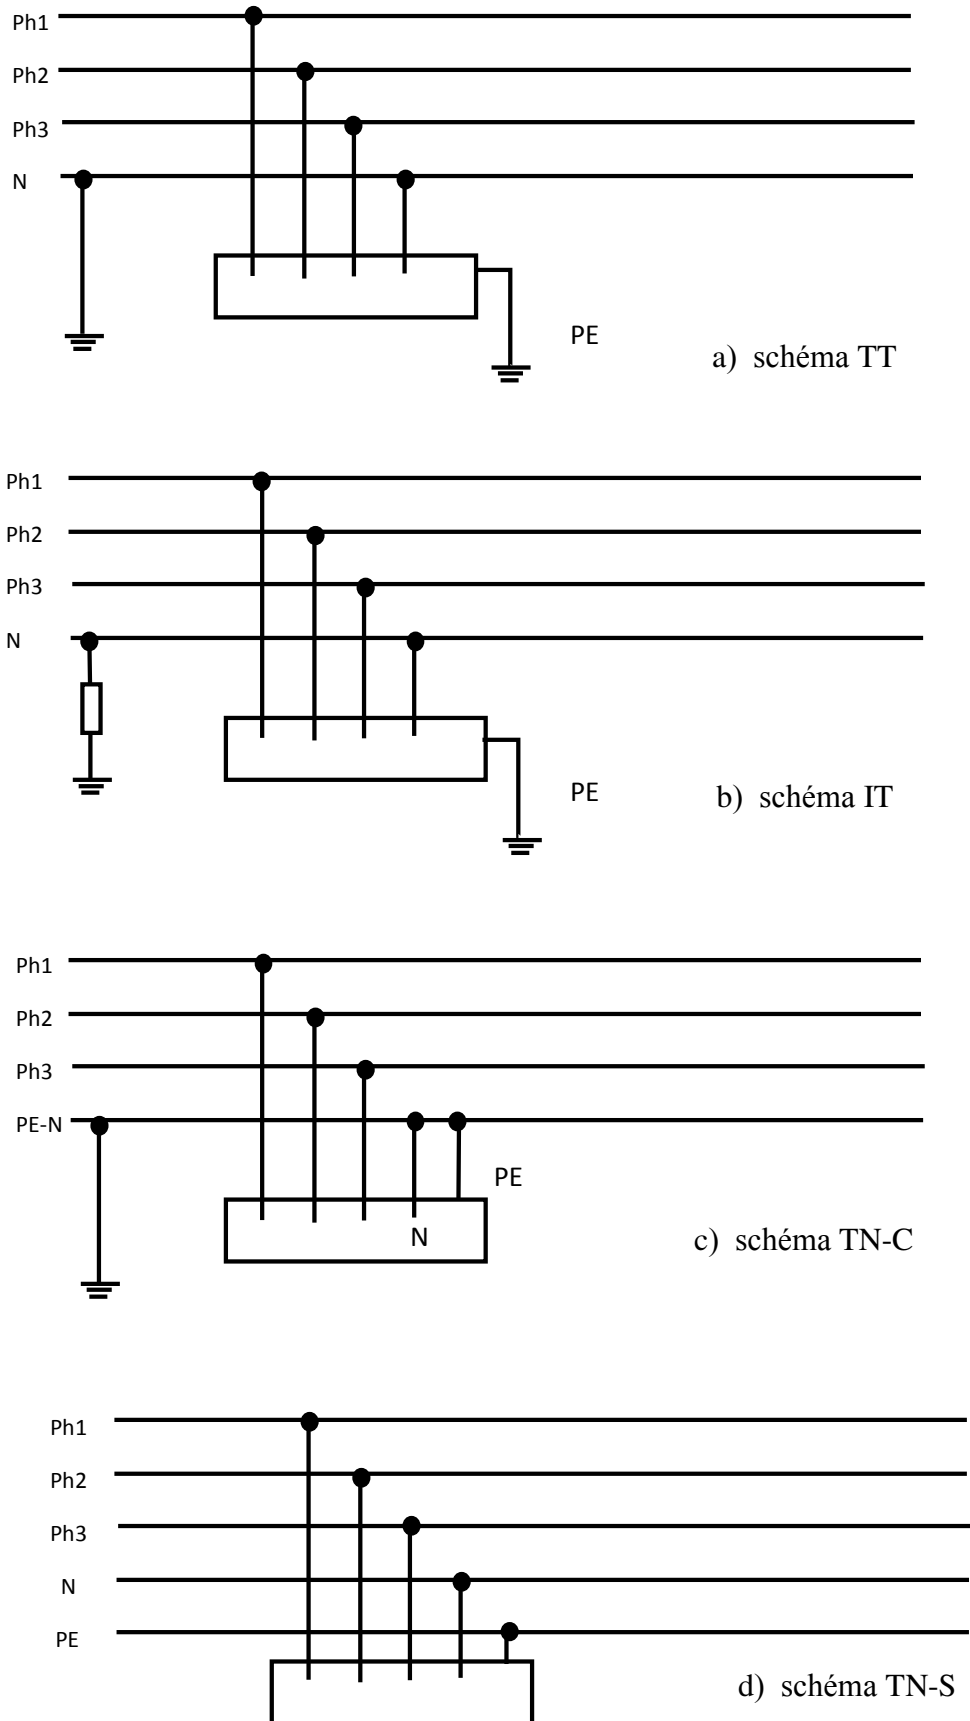 Ph1
Ph2
Ph3
N
PE
a) schéma TT
Ph1
Ph2
Ph3
N
PE
b) schéma IT
Ph1
Ph2
Ph3
PE-N
PE
N
c) schéma TN-C
Ph1
Ph2
Ph3
N
PE
d) schéma TN-S